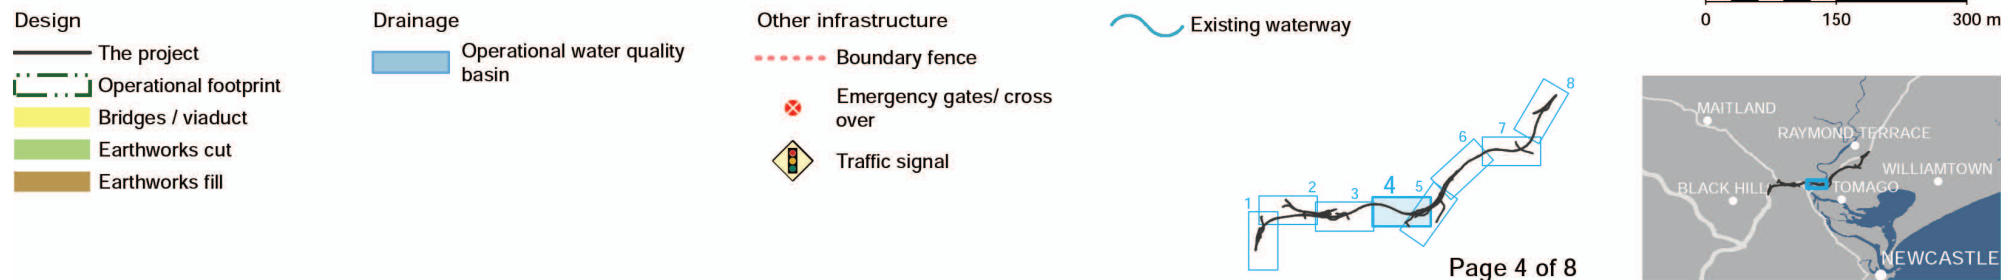 Design
The project
Operational footprint
Bridges / viaduct
Earthworks cut
Earthworks fill
Drainage
Operational water quality
basin
Other infrastructure
Boundary fence
Emergency gates/ cross
over
Traffic signal
Existing waterway
1
2
3
4
5
6
7
8
Page 4 of 8
0 150 300 m
MAITLAND
RAYMOND TERRACE
WILLIAMTOWN
BLACK HILL
TOMAGO
NEWCASTLE